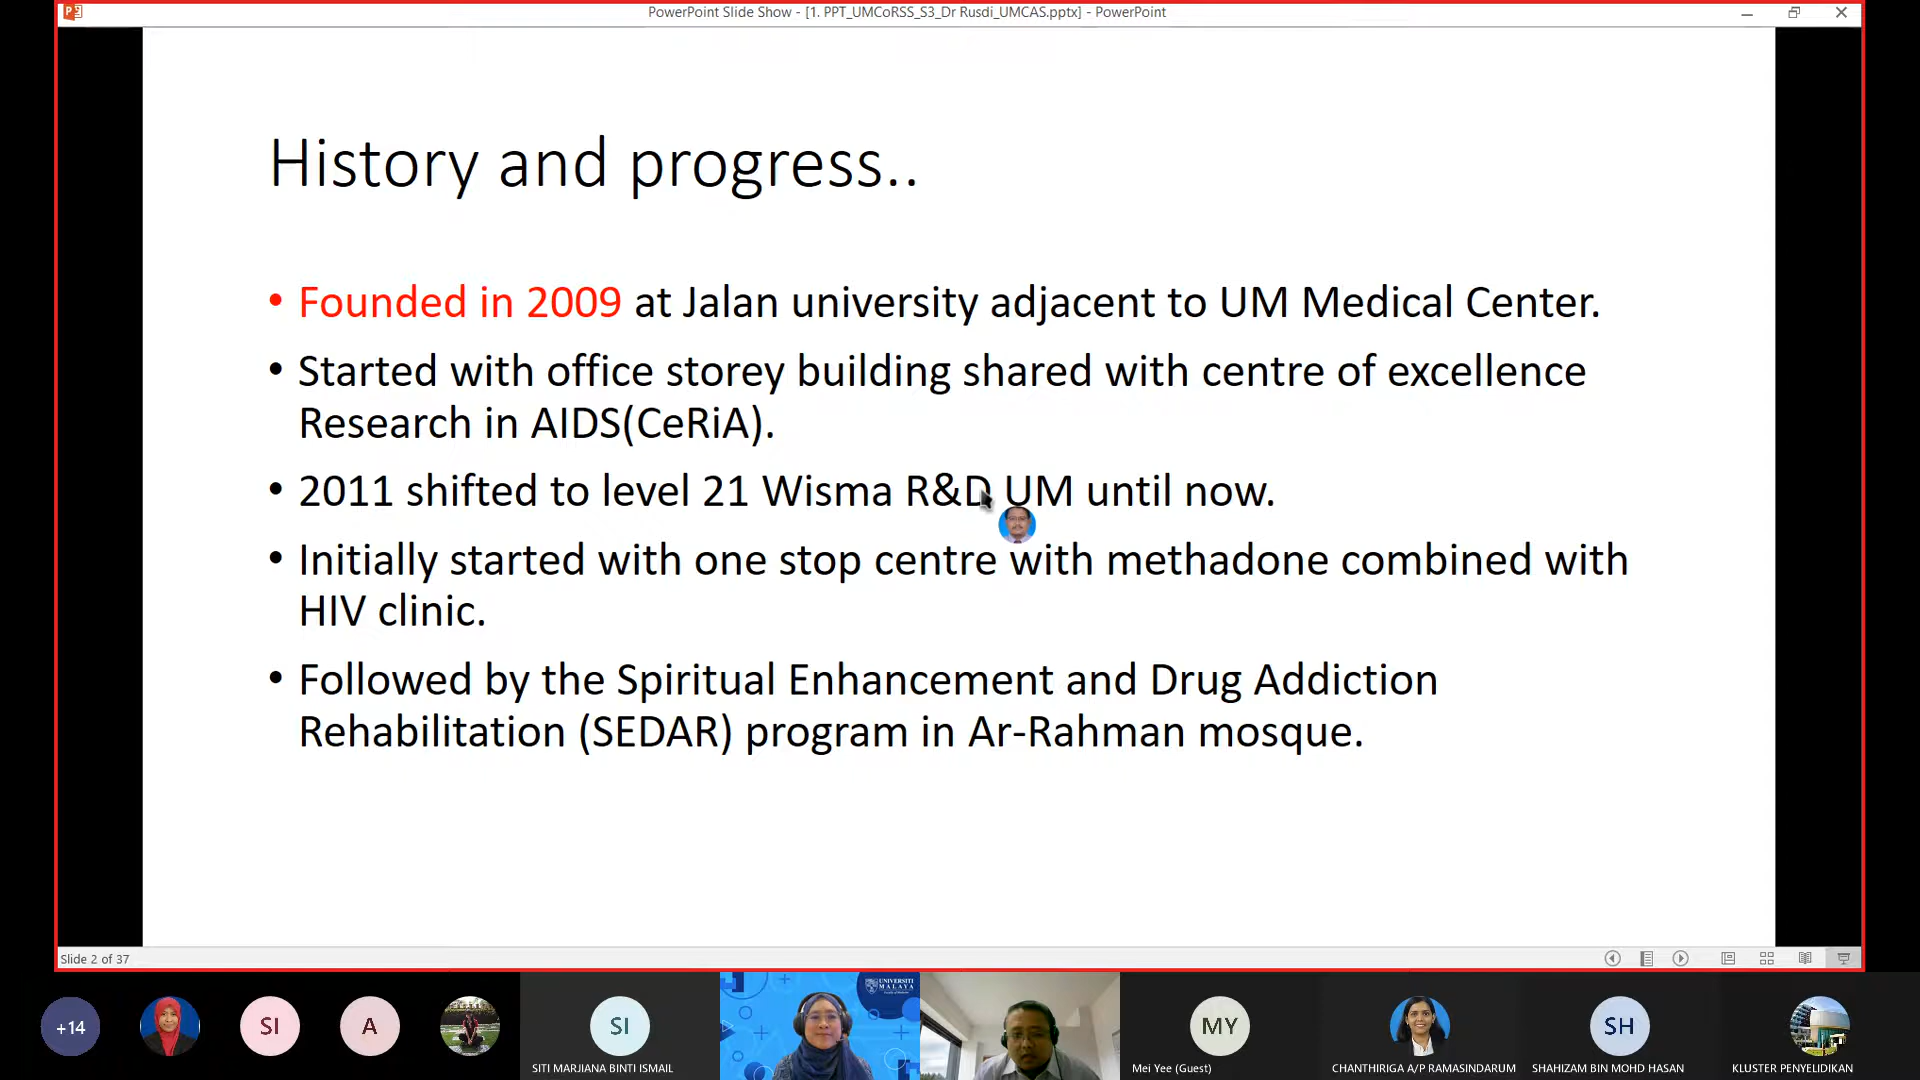 PowerPoint Slide Show - [1. PPT_UMCoRSS_S3_Dr Rusdi_UMCAS.pptx] - PowerPoint
History and progress..
• Founded in 2009 at Jalan university adjacent to UM Medical Center.
• Started with office storey building shared with centre of excellence
Research in AIDS(CeRiA).
• 2011 shifted to level 21 Wisma R&D UM until now.
• Initially started with one stop centre with methadone combined with
HIV clinic.
• Followed by the Spiritual Enhancement and Drug Addiction
Rehabilitation (SEDAR) program in Ar-Rahman mosque.
Slide 2 of 37
+14
SI
A
SI
SITI MARJIANA BINTI ISMAIL
UNIVERSITI
MALAYA
MY
Mei Yee (Guest)
CHANTHIRIGA A/P RAMASINDARUM
SH
SHAHIZAM BIN MOHD HASAN
KLUSTER PENYELIDIKAN